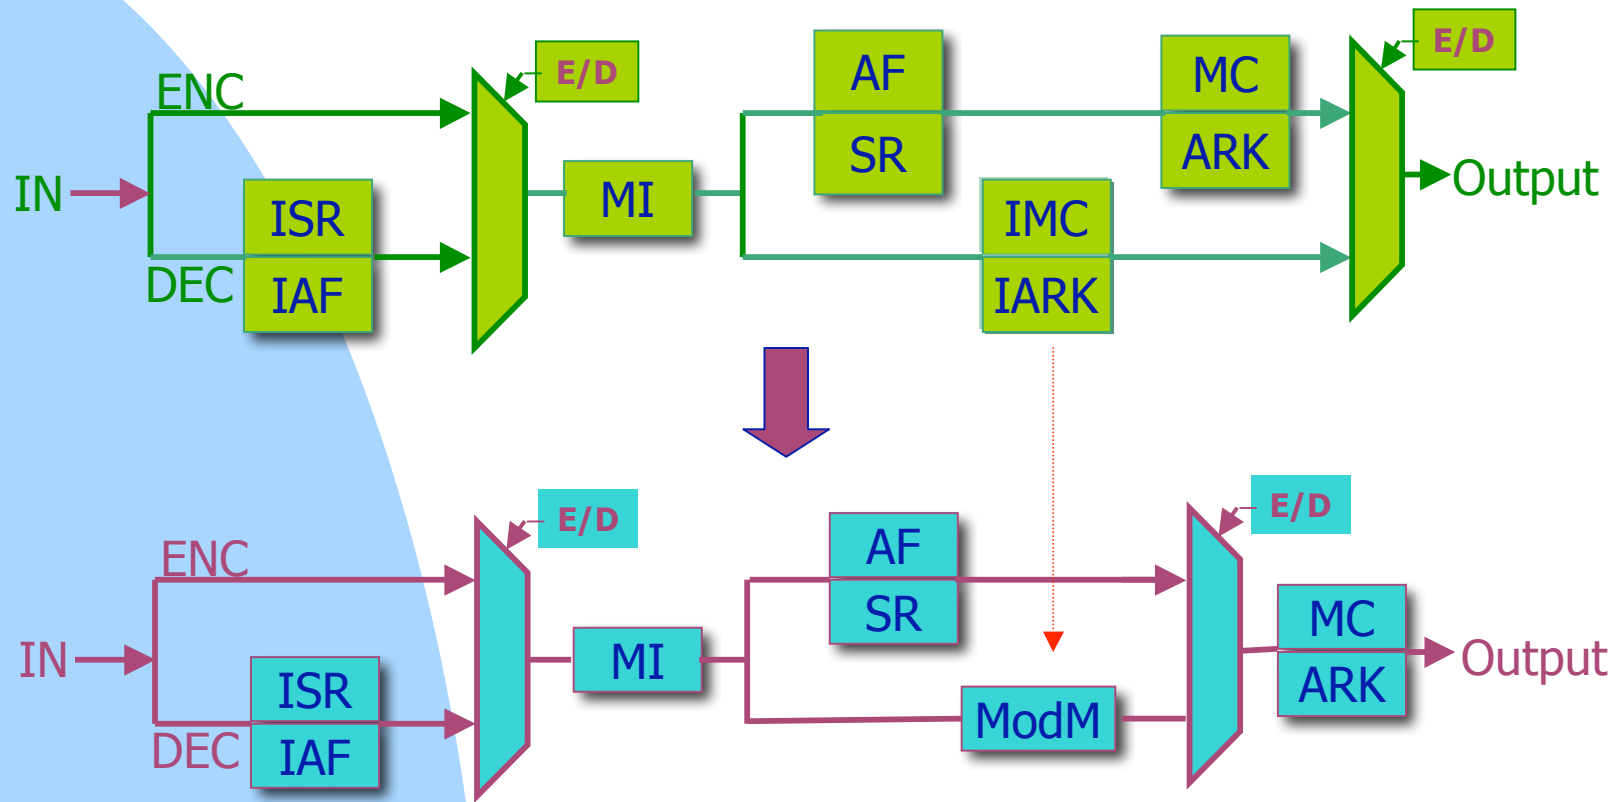 E/D
E/D
ENC
AF
MC
SR
ARK
IN
MI
Output
ISR
IMC
DEC
IAF
IARK
E/D
E/D
ENC
AF
SR
MC
IN
MI
Output
ISR
ARK
ModM
DEC
IAF